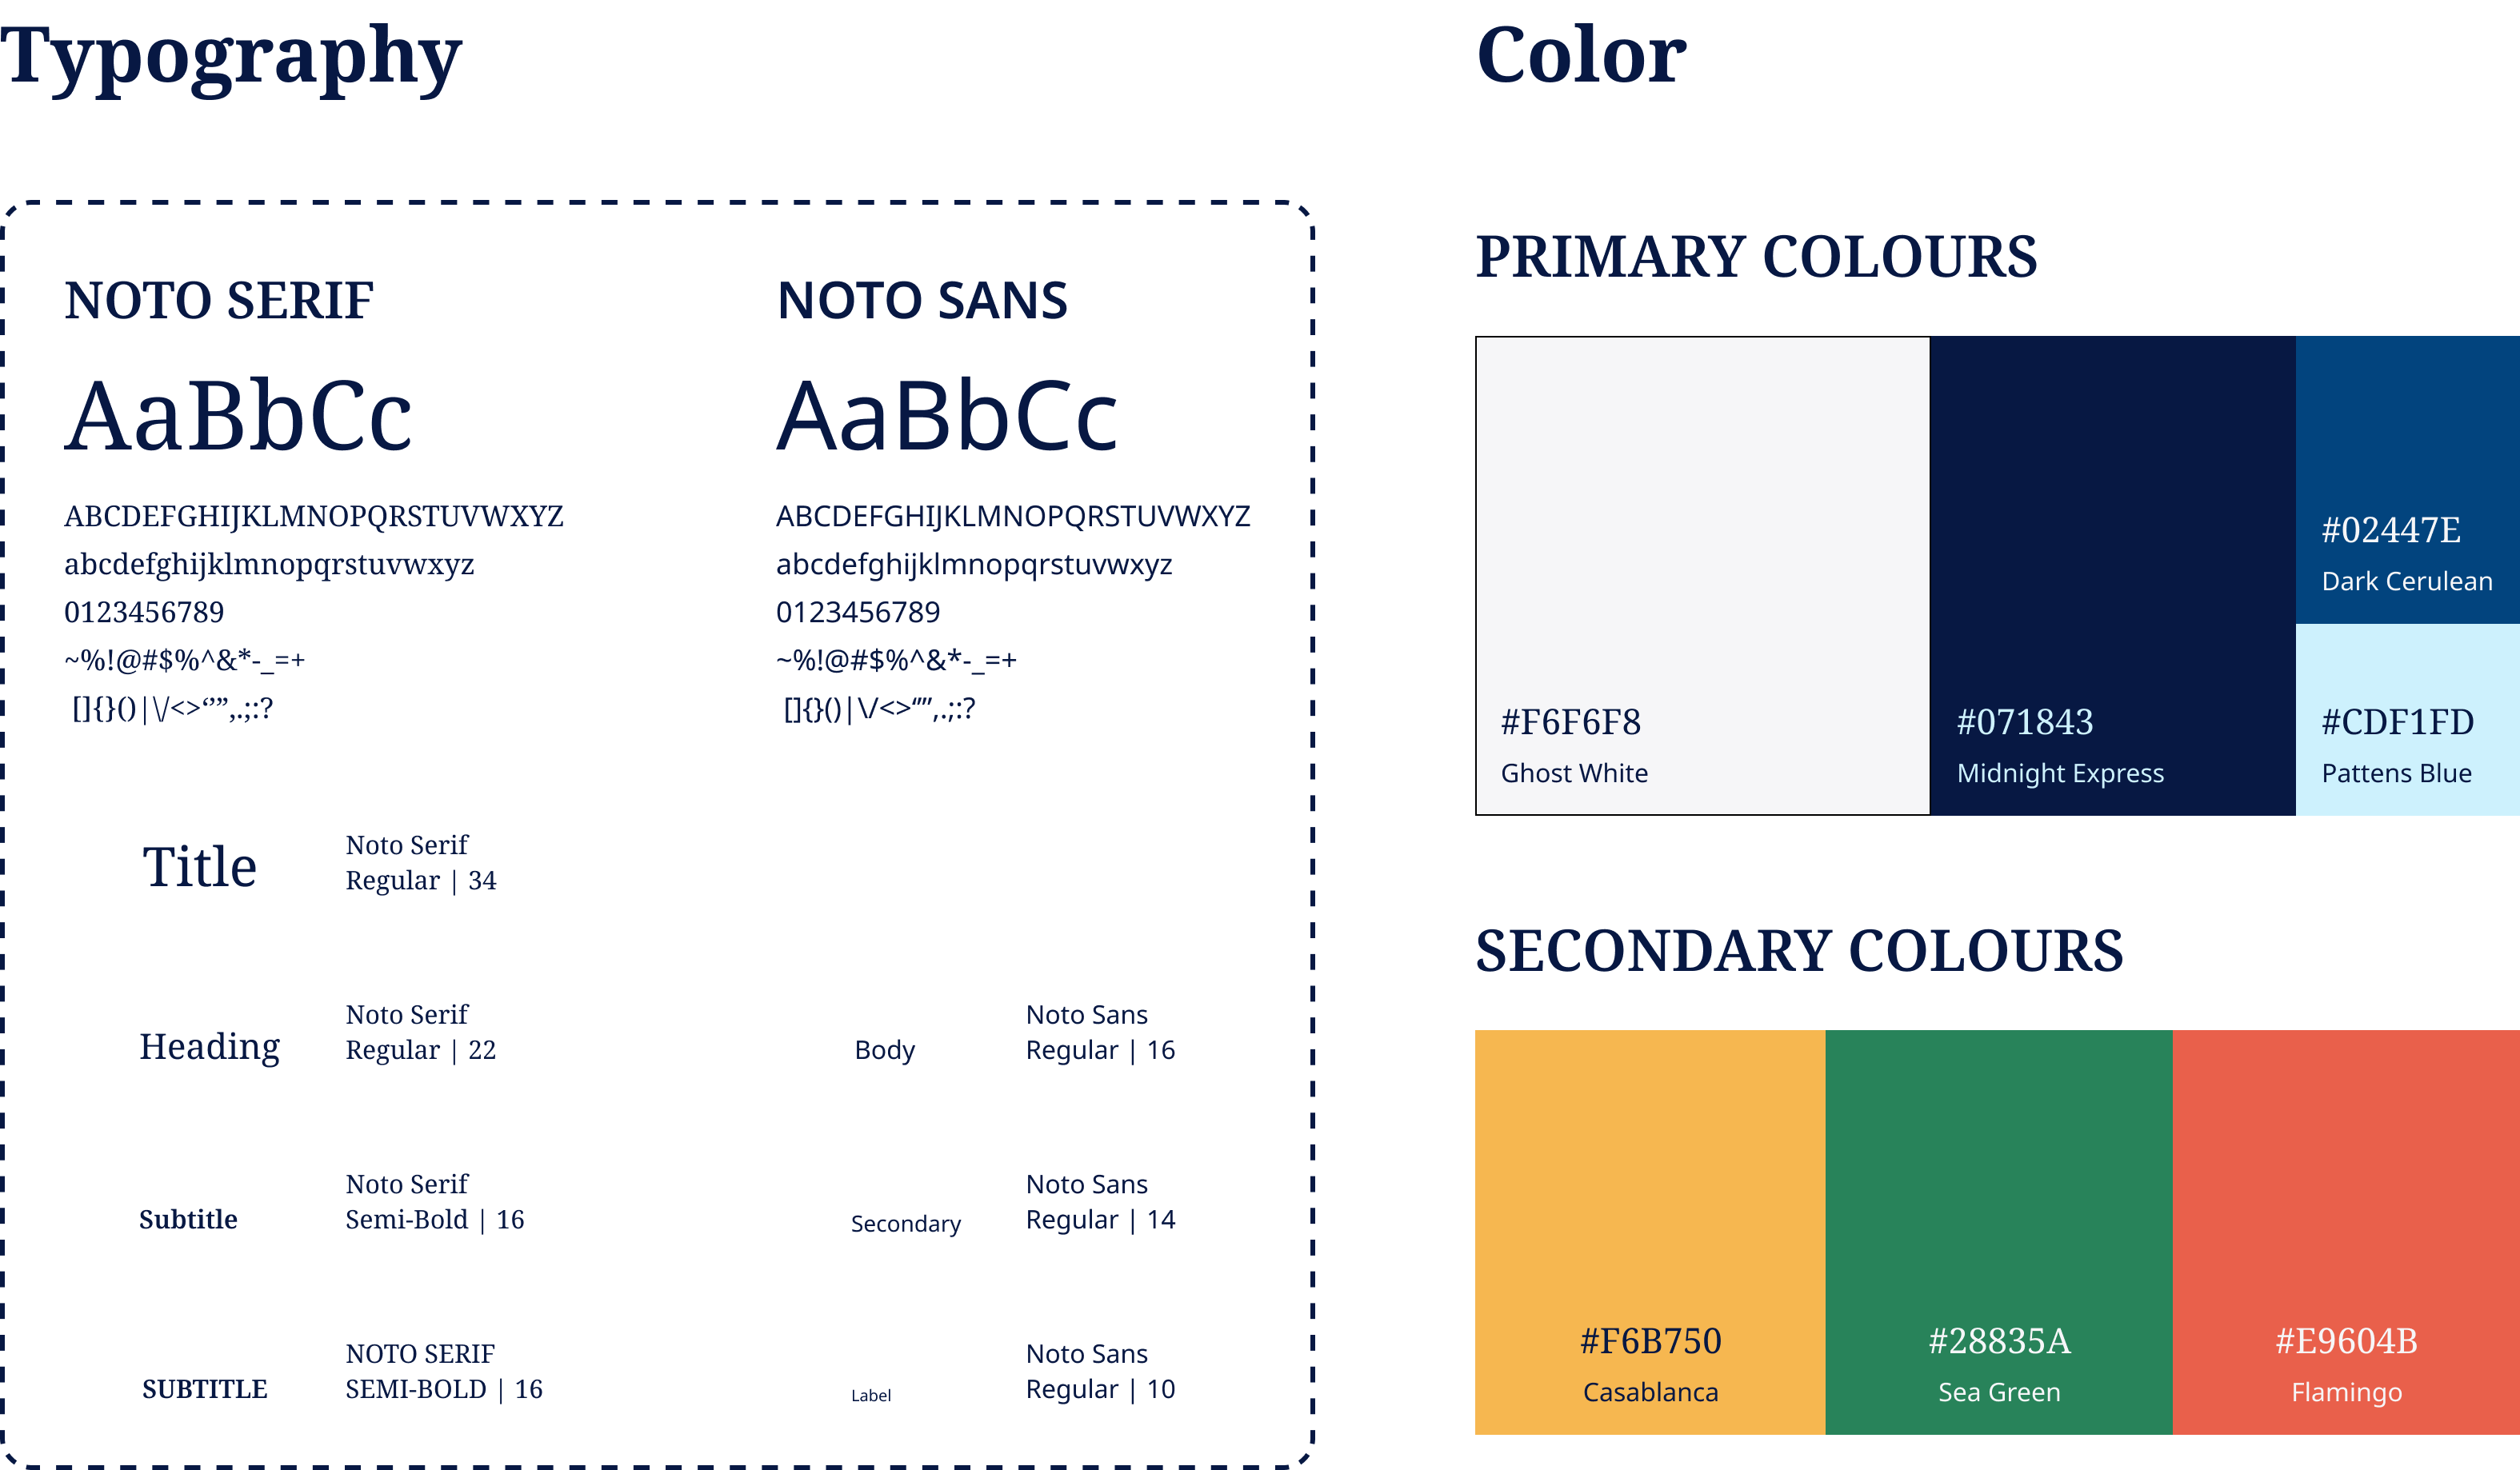 Typography
NOTO SERIF
AaBbCc
ABCDEFGHIJKLMNOPQRSTUVWXYZ
abcdefghijklmnopqrstuvwxyz
0123456789
~%!@#$%^&*-_=+
[]{}()|\/<>‘’”,.;:?
NOTO SANS
AaBbCc
ABCDEFGHIJKLMNOPQRSTUVWXYZ
abcdefghijklmnopqrstuvwxyz
0123456789
~%!@#$%^&*-_=+
[]{}()|\/<>‘’”,.;:?
Title
Noto Serif
Regular | 34
Heading
Noto Serif
Regular | 22
Body
Noto Sans
Regular | 16
Subtitle
Noto Serif
Semi-Bold | 16
Secondary
Noto Sans
Regular | 14
SUBTITLE
NOTO SERIF
SEMI-BOLD | 16
Label
Noto Sans
Regular | 10
Color
PRIMARY COLOURS
#F6F6F8
Ghost White
#071843
Midnight Express
#02447E
Dark Cerulean
#CDF1FD
Pattens Blue
SECONDARY COLOURS
#F6B750
Casablanca
#28835A
Sea Green
#E9604B
Flamingo